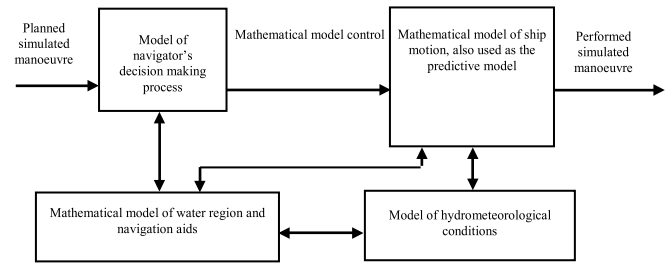 Planned
simulated
manoeuvre
Model of
navigator's
decision making
process
Mathematical model control
Mathematical model of ship
motion, also used as the
predictive model
Performed
simulated
manoeuvre
Mathematical model of water region and
navigation aids
Model of hydrometeorological
conditions